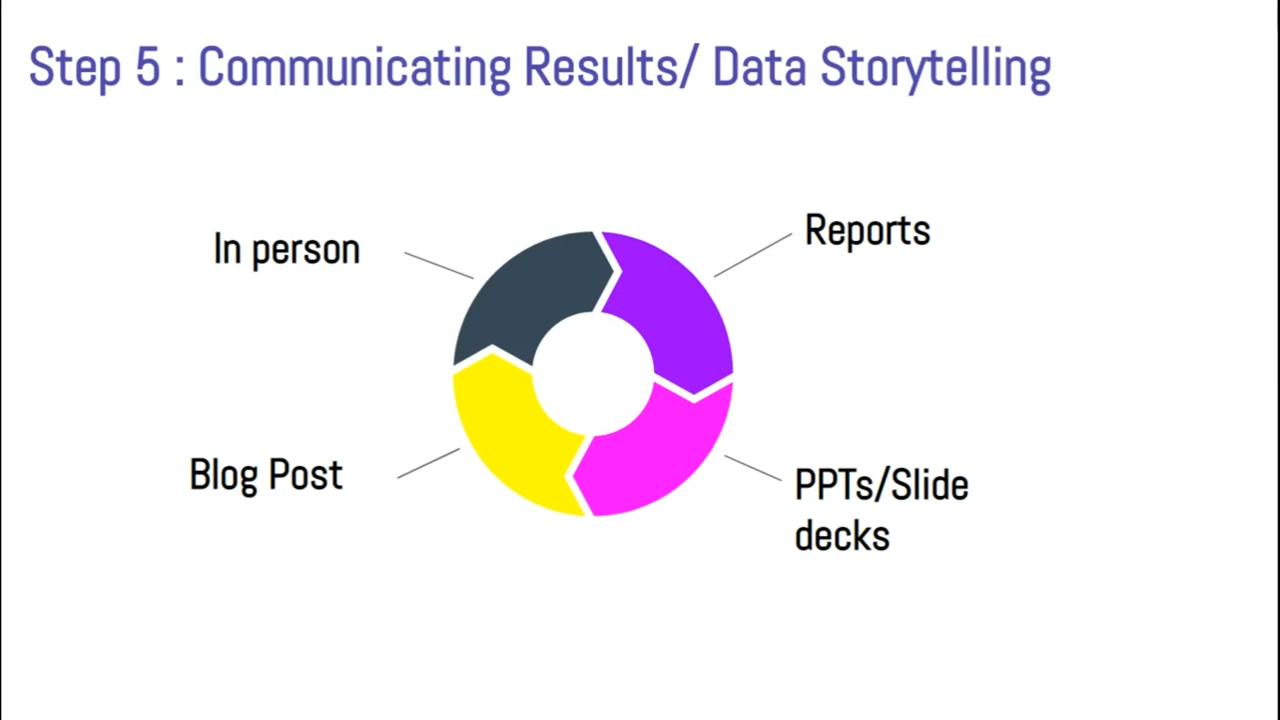 Step 5 : Communicating Results/ Data Storytelling
In person
Reports
Blog Post
PPTs/Slide
decks